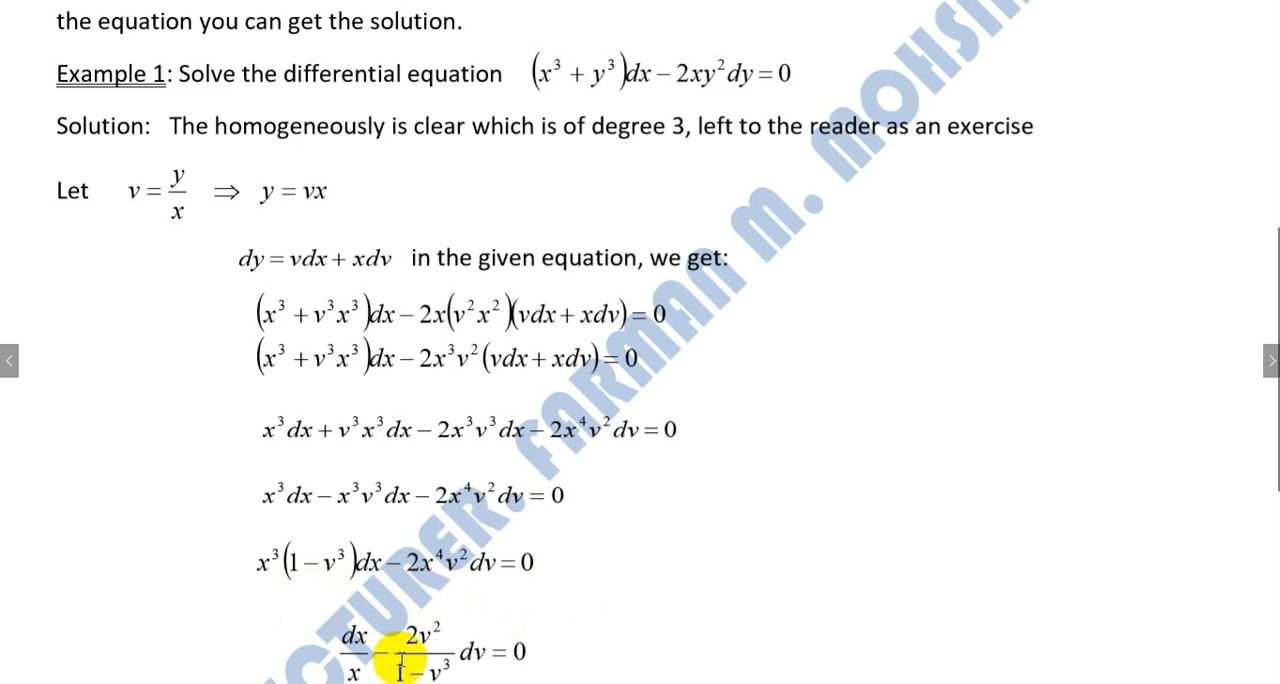 the equation you can get the solution.
Example 1: Solve the differential equation (x³ + y³)dx − 2xy²dy = 0
Solution: The homogeneously is clear which is of degree 3, left to the reader as an exercise
Let v = y/x ⇒ y = vx
dy = vdx + xdv in the given equation, we get:
(x³ + v³x³)dx − 2x(v²x²)(vdx + xdv) = 0
(x³ + v³x³)dx − 2x³v²(vdx + xdv) = 0
x³dx + v³x³dx − 2x³v³dx − 2x⁴v²dv = 0
x³dx − x³v³dx − 2x⁴v²dv = 0
x³(1 − v³)dx − 2x⁴v²dv = 0
dx/x − 2v²/(1 − v³) dv = 0
CTURER. FARMAN M. MOHSIN